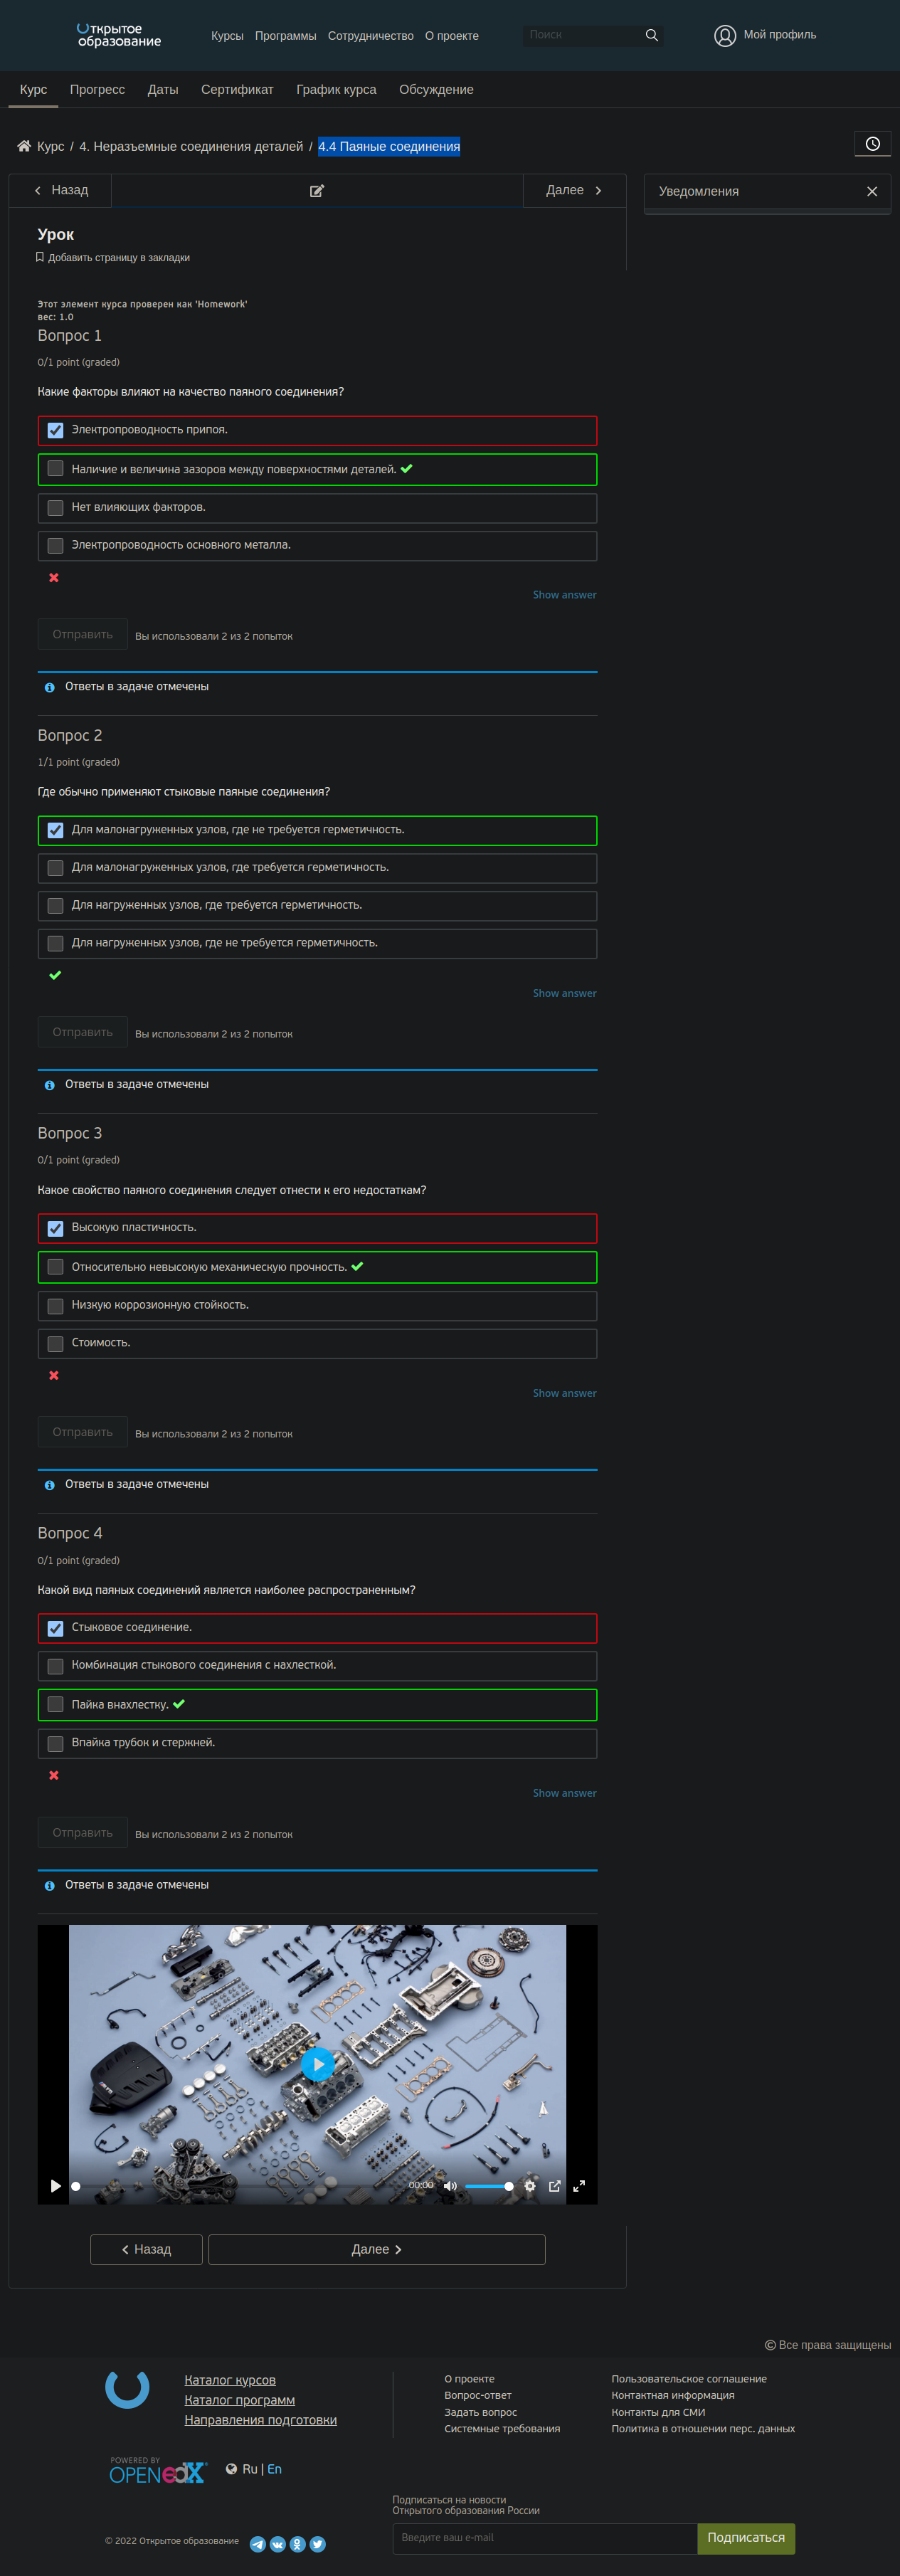 Открытое
образование
Курсы Программы Сотрудничество О проекте
Поиск
Мой профиль
Курс Прогресс Даты Сертификат График курса Обсуждение
Курс / 4. Неразъемные соединения деталей / 4.4 Паяные соединения
Назад
Далее
Уведомления
Урок
Добавить страницу в закладки
Этот элемент курса проверен как 'Homework'
вес: 1.0
Вопрос 1
0/1 point (graded)
Какие факторы влияют на качество паяного соединения?
Электропроводность припоя.
Наличие и величина зазоров между поверхностями деталей.
Нет влияющих факторов.
Электропроводность основного металла.
Show answer
Отправить
Вы использовали 2 из 2 попыток
Ответы в задаче отмечены
Вопрос 2
1/1 point (graded)
Где обычно применяют стыковые паяные соединения?
Для малонагруженных узлов, где не требуется герметичность.
Для малонагруженных узлов, где требуется герметичность.
Для нагруженных узлов, где требуется герметичность.
Для нагруженных узлов, где не требуется герметичность.
Show answer
Отправить
Вы использовали 2 из 2 попыток
Ответы в задаче отмечены
Вопрос 3
0/1 point (graded)
Какое свойство паяного соединения следует отнести к его недостаткам?
Высокую пластичность.
Относительно невысокую механическую прочность.
Низкую коррозионную стойкость.
Стоимость.
Show answer
Отправить
Вы использовали 2 из 2 попыток
Ответы в задаче отмечены
Вопрос 4
0/1 point (graded)
Какой вид паяных соединений является наиболее распространенным?
Стыковое соединение.
Комбинация стыкового соединения с нахлесткой.
Пайка внахлестку.
Впайка трубок и стержней.
Show answer
Отправить
Вы использовали 2 из 2 попыток
Ответы в задаче отмечены
00:00
Назад
Далее
© Все права защищены
Каталог курсов
Каталог программ
Направления подготовки
О проекте
Вопрос-ответ
Задать вопрос
Системные требования
Пользовательское соглашение
Контактная информация
Контакты для СМИ
Политика в отношении перс. данных
POWERED BY
OPEN edX
Ru | En
Подписаться на новости
Открытого образования России
Введите ваш e-mail
Подписаться
© 2022 Открытое образование